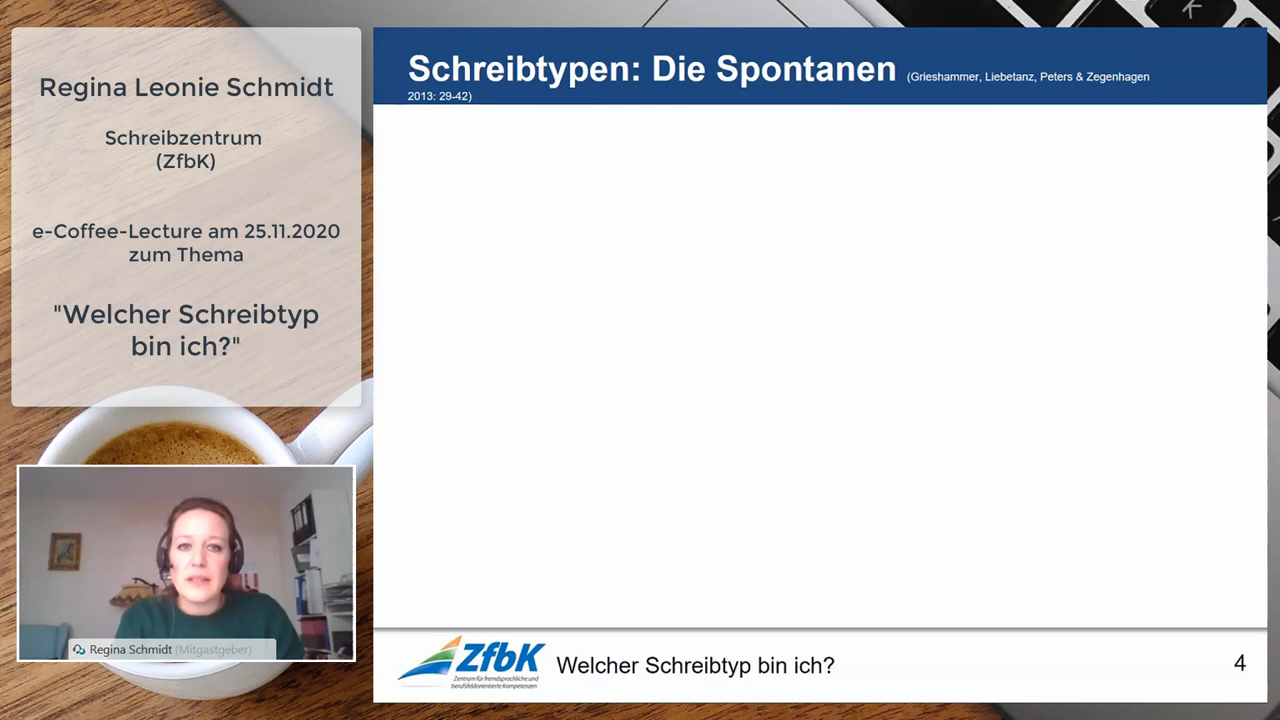 Regina Leonie Schmidt
Schreibzentrum
(ZfbK)
e-Coffee-Lecture am 25.11.2020
zum Thema
"Welcher Schreibtyp
bin ich?"
Regina Schmidt (Mitgastgeber)
Schreibtypen: Die Spontanen (Grieshammer, Liebetanz, Peters & Zegenhagen
2013: 29-42)
ZfbK
Zentrum für fremdsprachliche und
berufsfeldorientierte Kompetenzen
Welcher Schreibtyp bin ich?
4
K